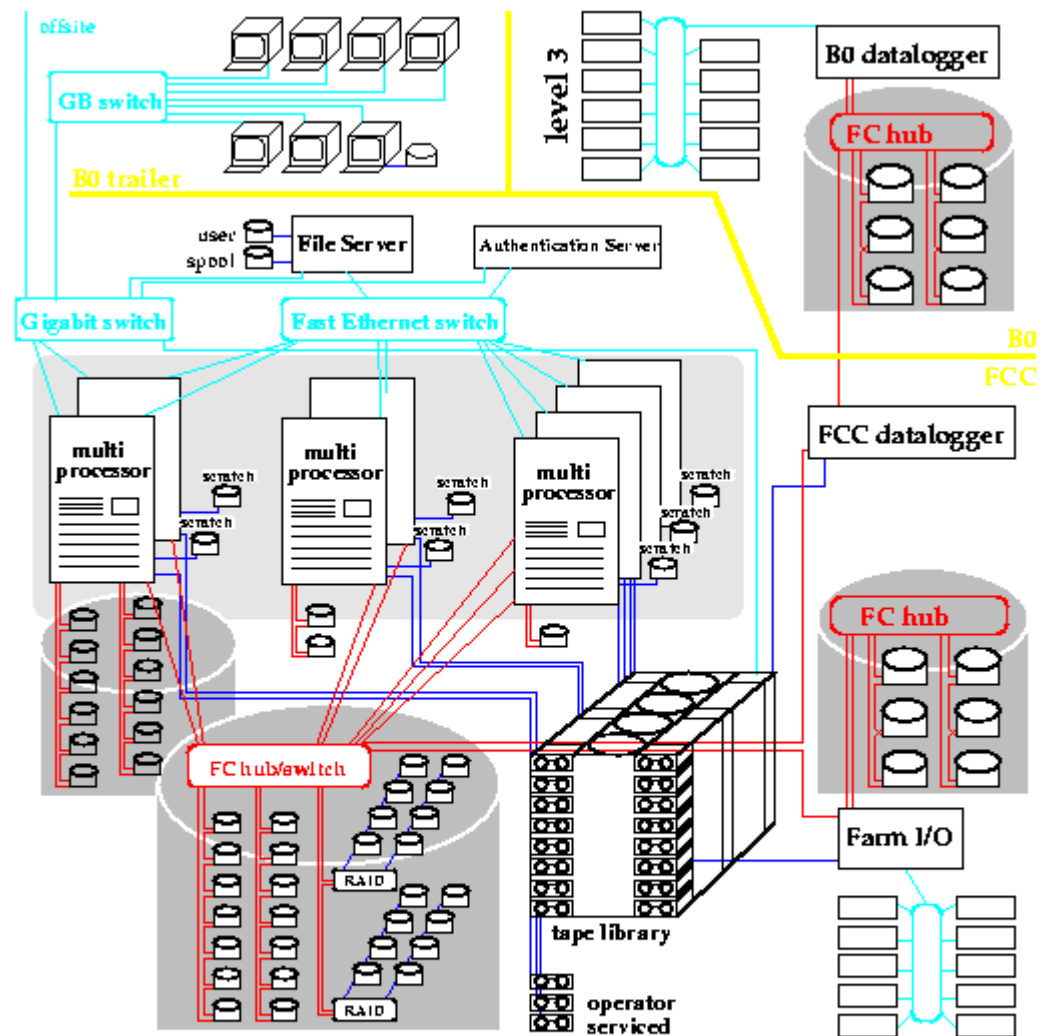 offsite
GB switch
B0 trailer
level 3
B0 datalogger
FC hub
user
spool
File Server
Authentication Server
Gigabit switch
Fast Ethernet switch
B0
FCC
multi
processor
scratch
scratch
multi
processor
scratch
scratch
multi
processor
scratch
scratch
scratch
FCC datalogger
FC hub
FC hub/switch
RAID
RAID
tape library
Farm I/O
operator
serviced